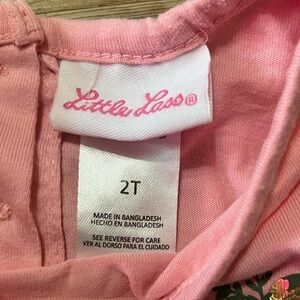 Little Lass®
2T
MADE IN BANGLADESH
HECHO EN BANGLADESH
SEE REVERSE FOR CARE
VER AL DORSO PARA EL CUIDADO